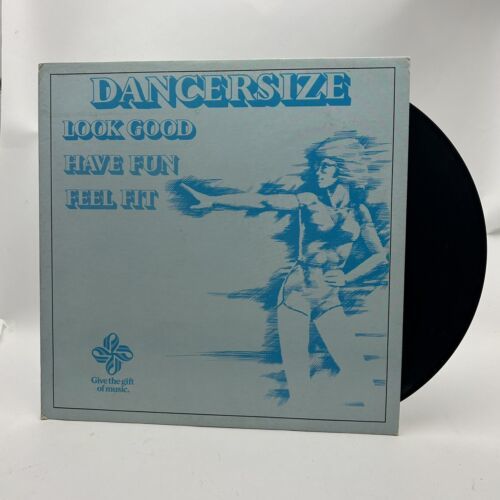 DANCERSIZE
LOOK GOOD
HAVE FUN
FEEL FIT
Give the gift
of music.